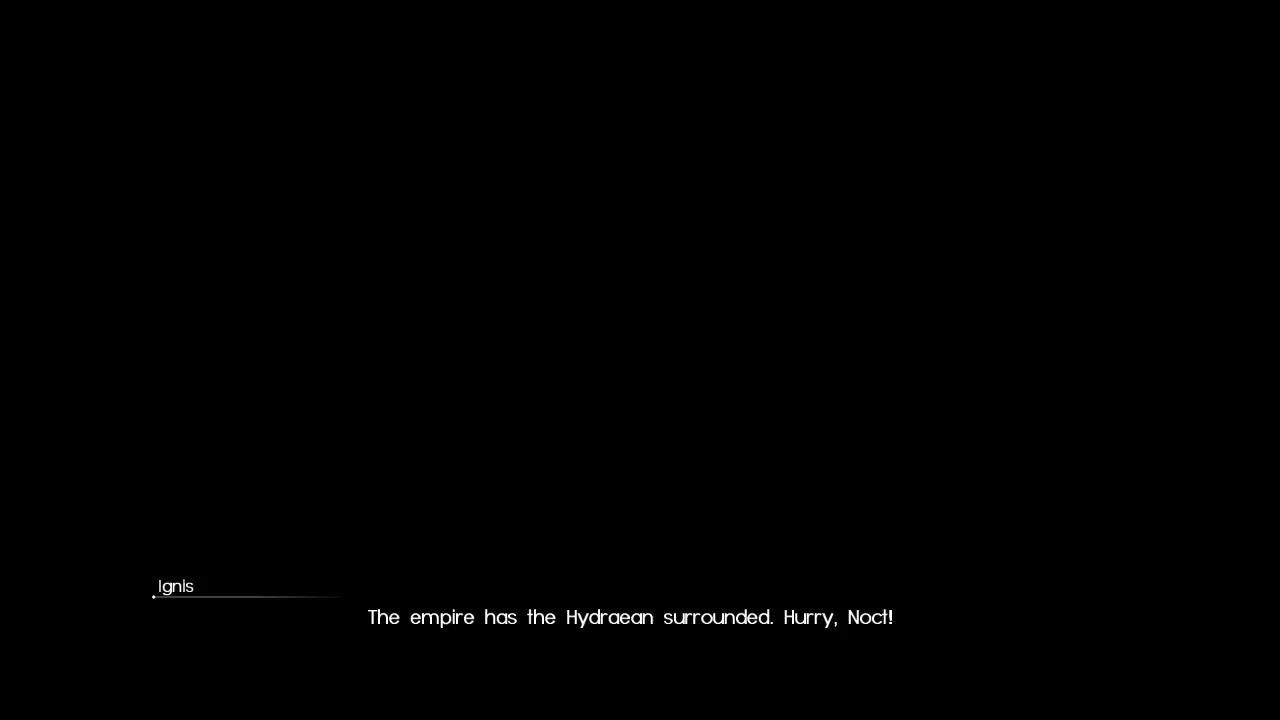 Ignis
The empire has the Hydraean surrounded. Hurry, Noct!